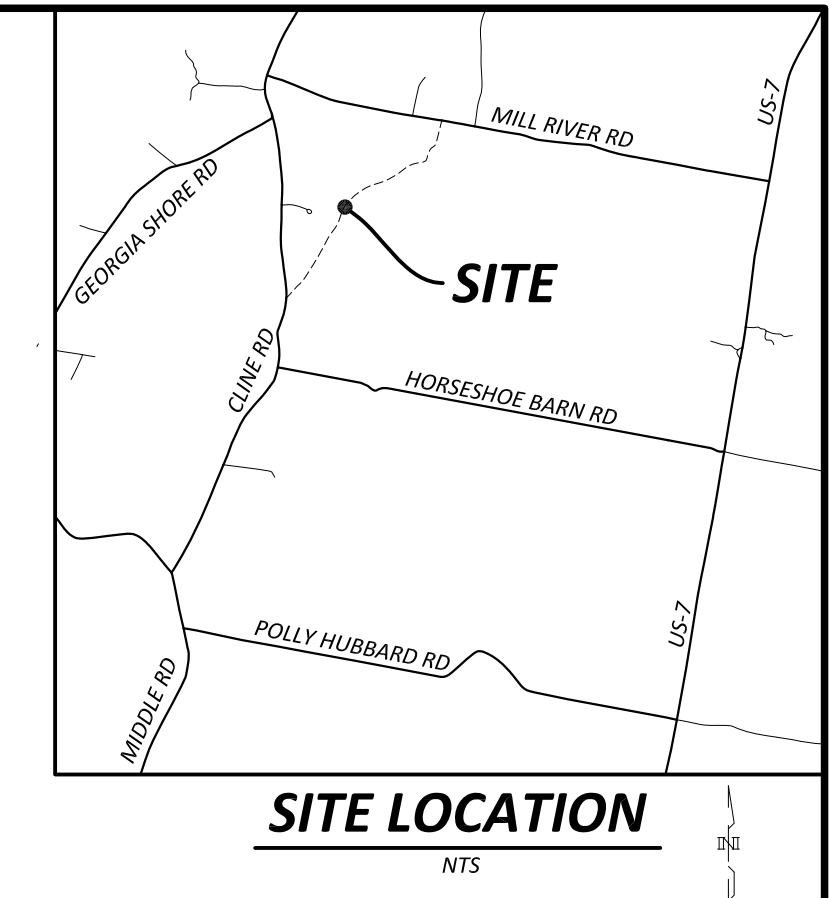 US-7
MILL RIVER RD
GEORGIA SHORE RD
SITE
CLINE RD
HORSESHOE BARN RD
US-7
POLLY HUBBARD RD
MIDDLE RD
SITE LOCATION
NTS
N